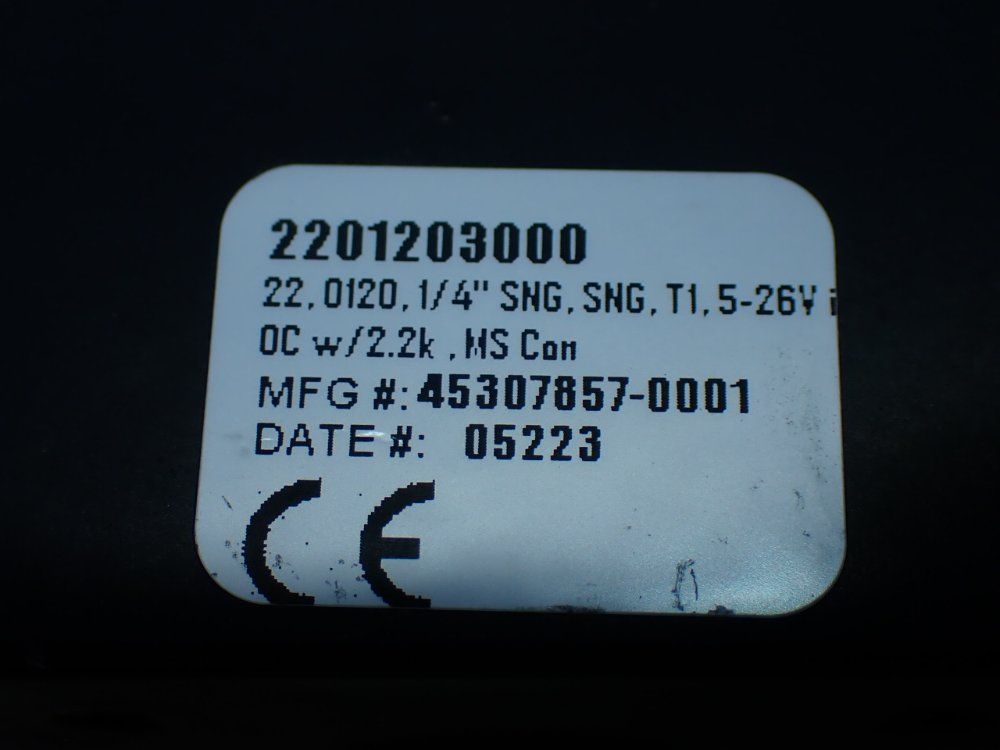 2201203000
22,0120,1/4" SNG,SNG,T1,5-26V i
OC w/2.2k ,MS Con
MFG #:45307857-0001
DATE #: 05223
CE